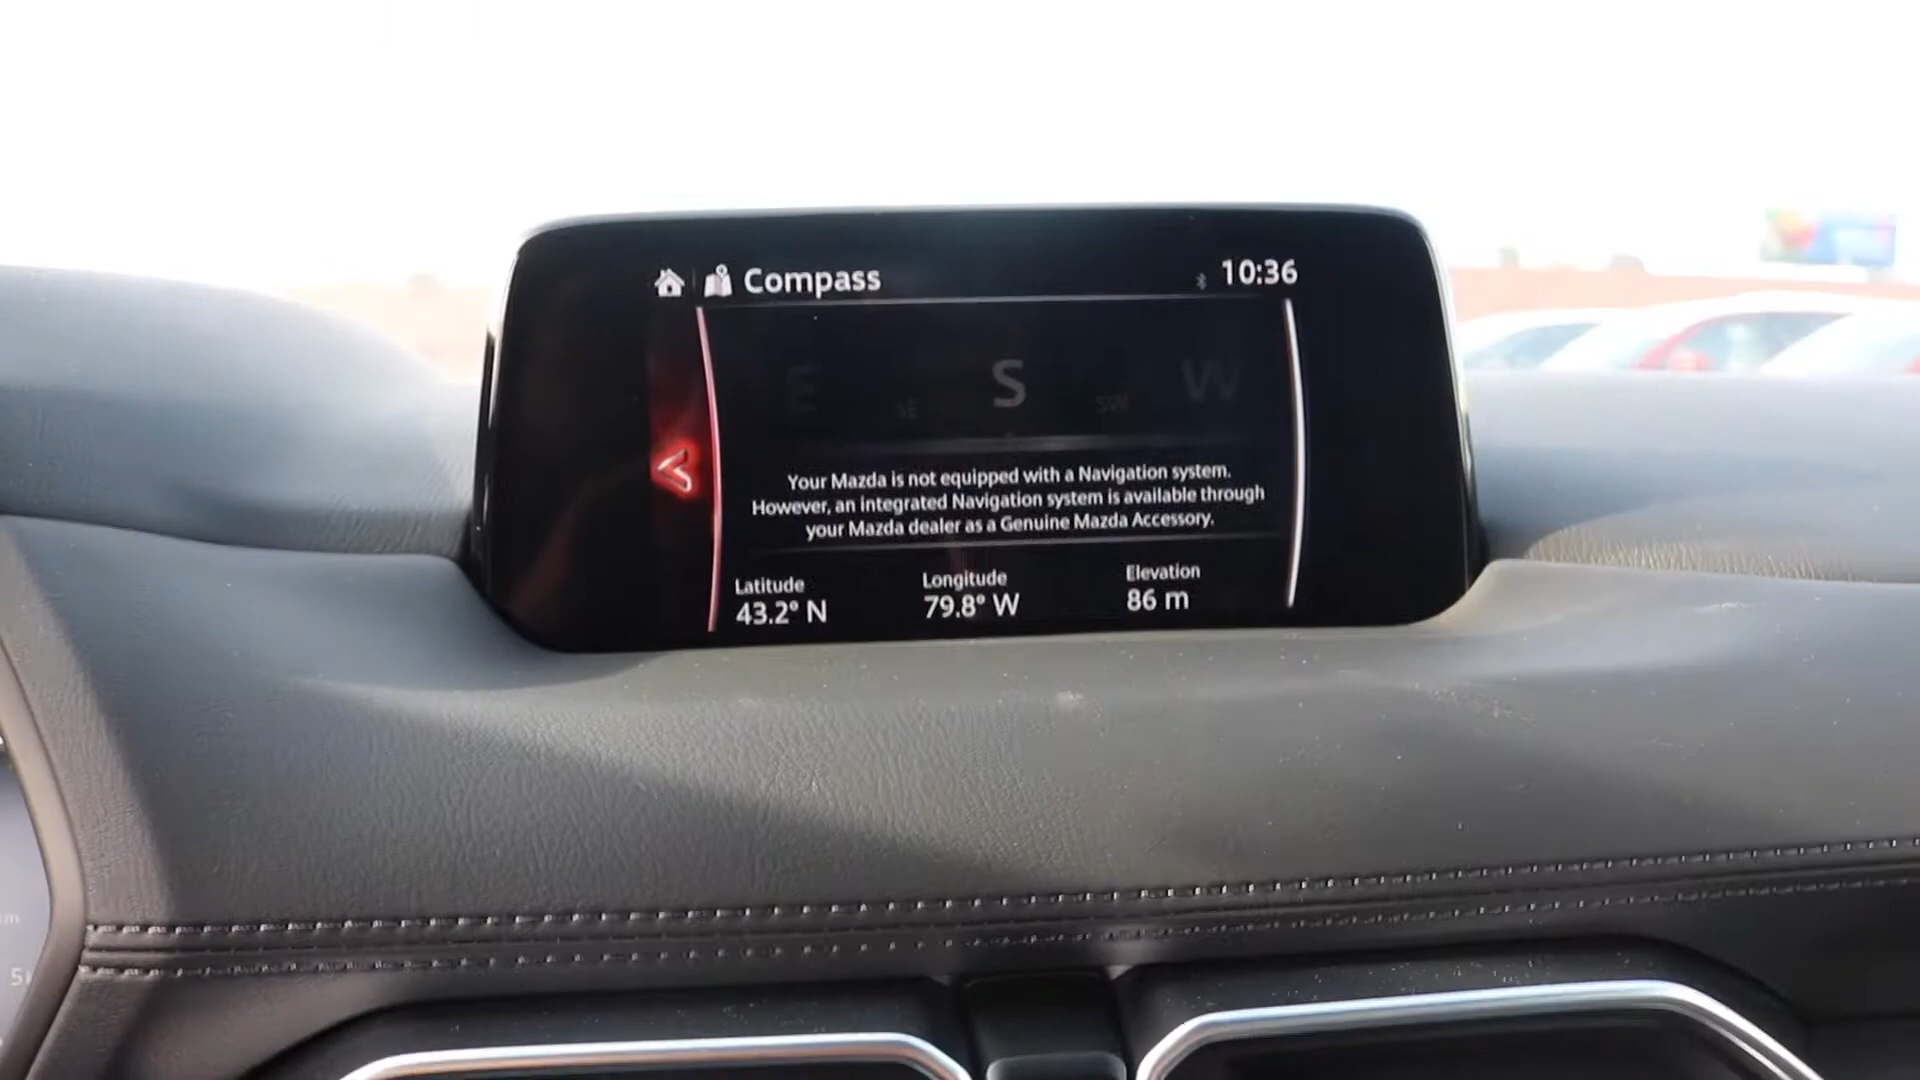 Compass
10:36
E SE S SW W
Your Mazda is not equipped with a Navigation system.
However, an integrated Navigation system is available through
your Mazda dealer as a Genuine Mazda Accessory.
Latitude Longitude Elevation
43.2° N 79.8° W 86 m